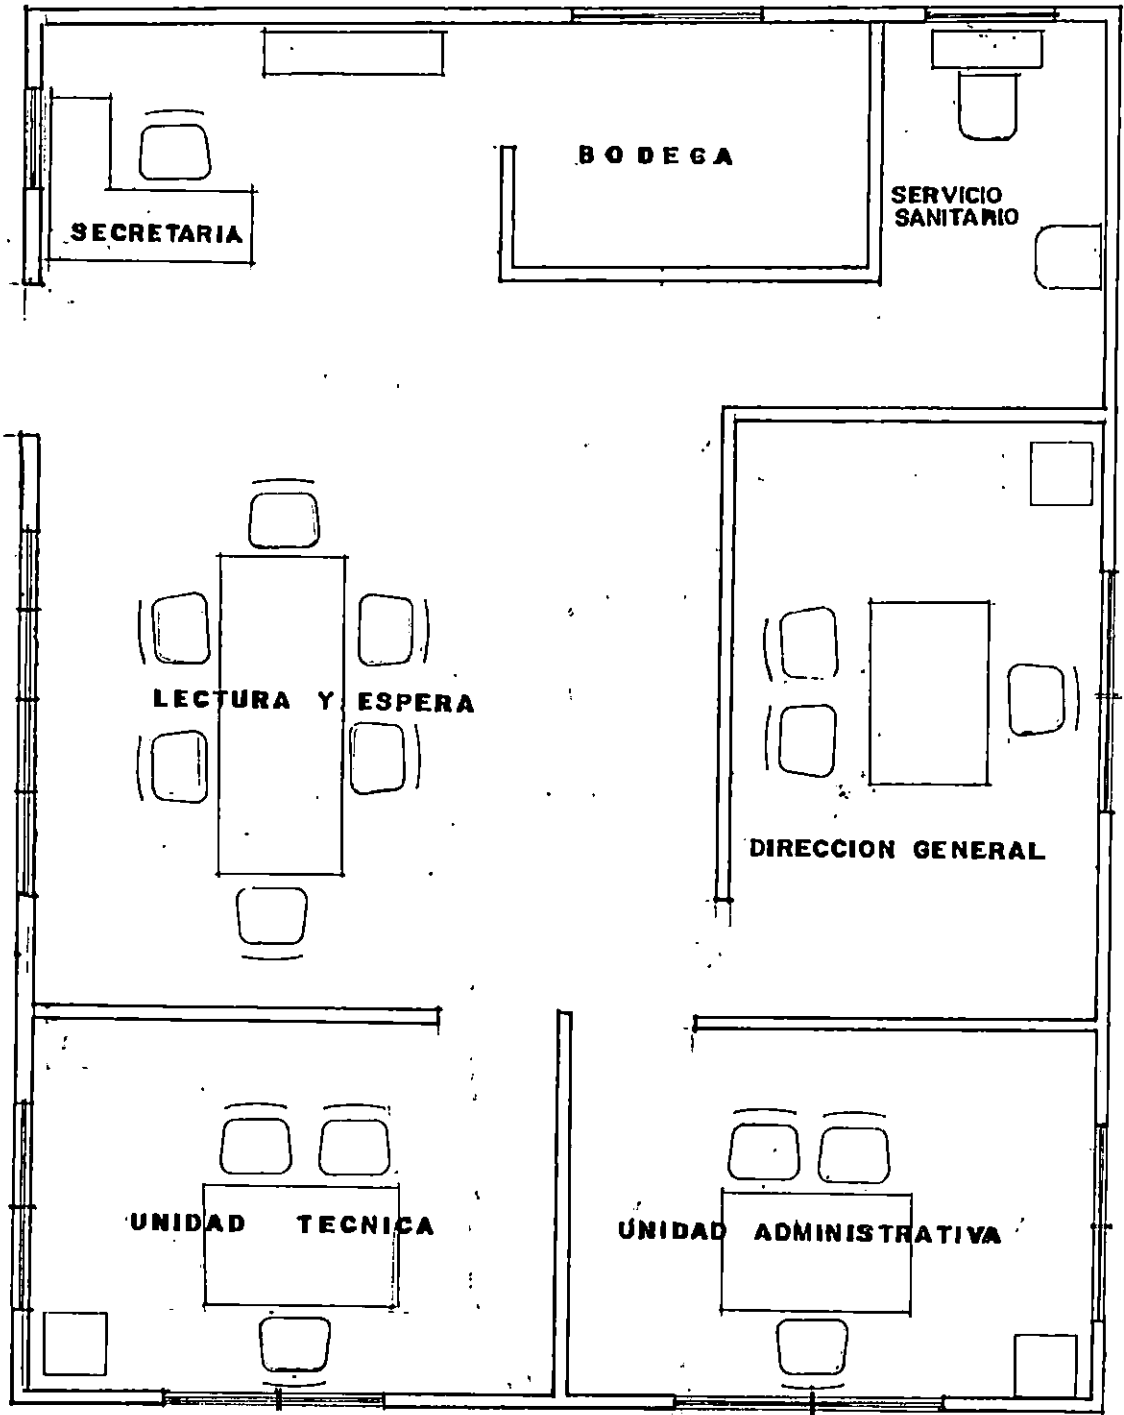 BODEGA
SERVICIO
SANITARIO
SECRETARIA
LECTURA Y ESPERA
DIRECCION GENERAL
UNIDAD TECNICA
UNIDAD ADMINISTRATIVA